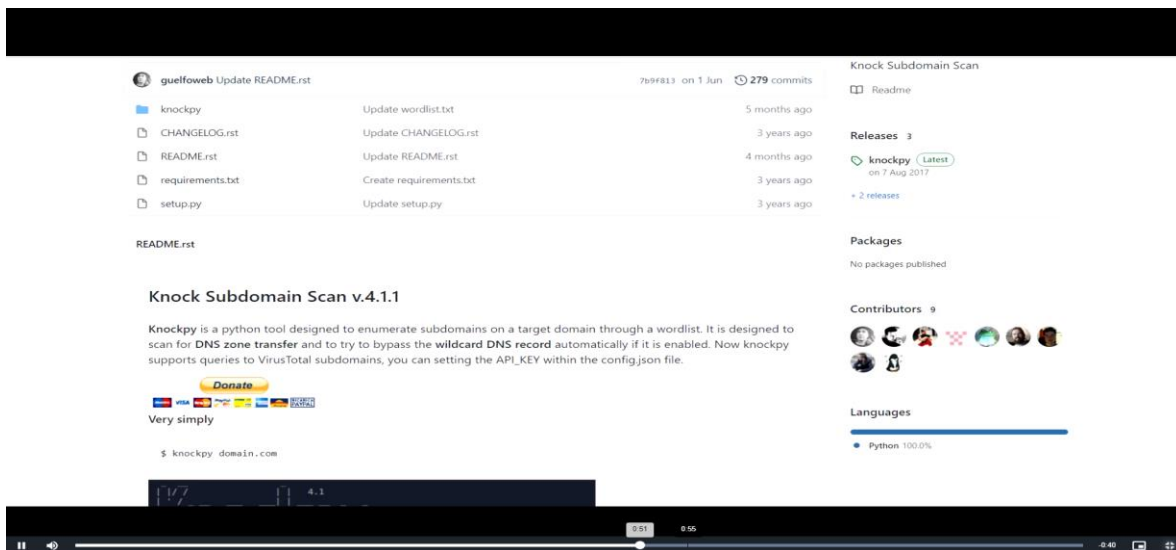 guelfoweb Update README.rst
7b9f813 on 1 Jun 279 commits
knockpy Update wordlist.txt 5 months ago
CHANGELOG.rst Update CHANGELOG.rst 3 years ago
README.rst Update README.rst 4 months ago
requirements.txt Create requirements.txt 3 years ago
setup.py Update setup.py 3 years ago
README.rst
Knock Subdomain Scan v.4.1.1
Knockpy is a python tool designed to enumerate subdomains on a target domain through a wordlist. It is designed to
scan for DNS zone transfer and to try to bypass the wildcard DNS record automatically if it is enabled. Now knockpy
supports queries to VirusTotal subdomains, you can setting the API_KEY within the config.json file.
Donate
VISA
Very simply
$ knockpy domain.com
4.1
Knock Subdomain Scan
Readme
Releases 3
knockpy Latest
on 7 Aug 2017
+ 2 releases
Packages
No packages published
Contributors 9
Languages
Python 100.0%
0:51 0:55
-0:40